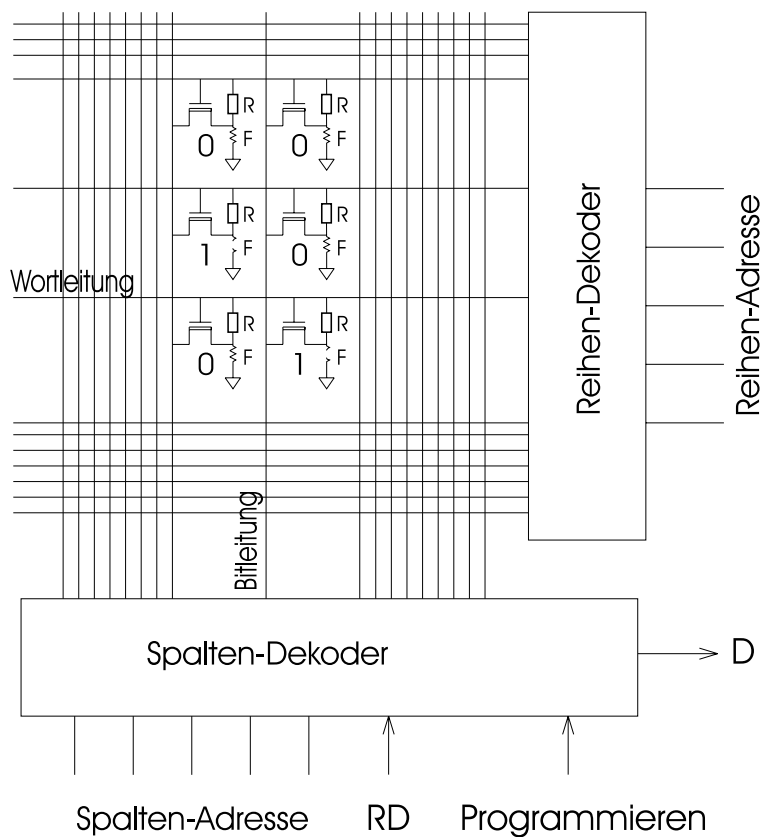 R R
F F
0 0
R R
F F
1 0
Wortleitung
R R
F F
0 1
Reihen-Dekoder
Reihen-Adresse
Bitleitung
Spalten-Dekoder
D
Spalten-Adresse RD Programmieren